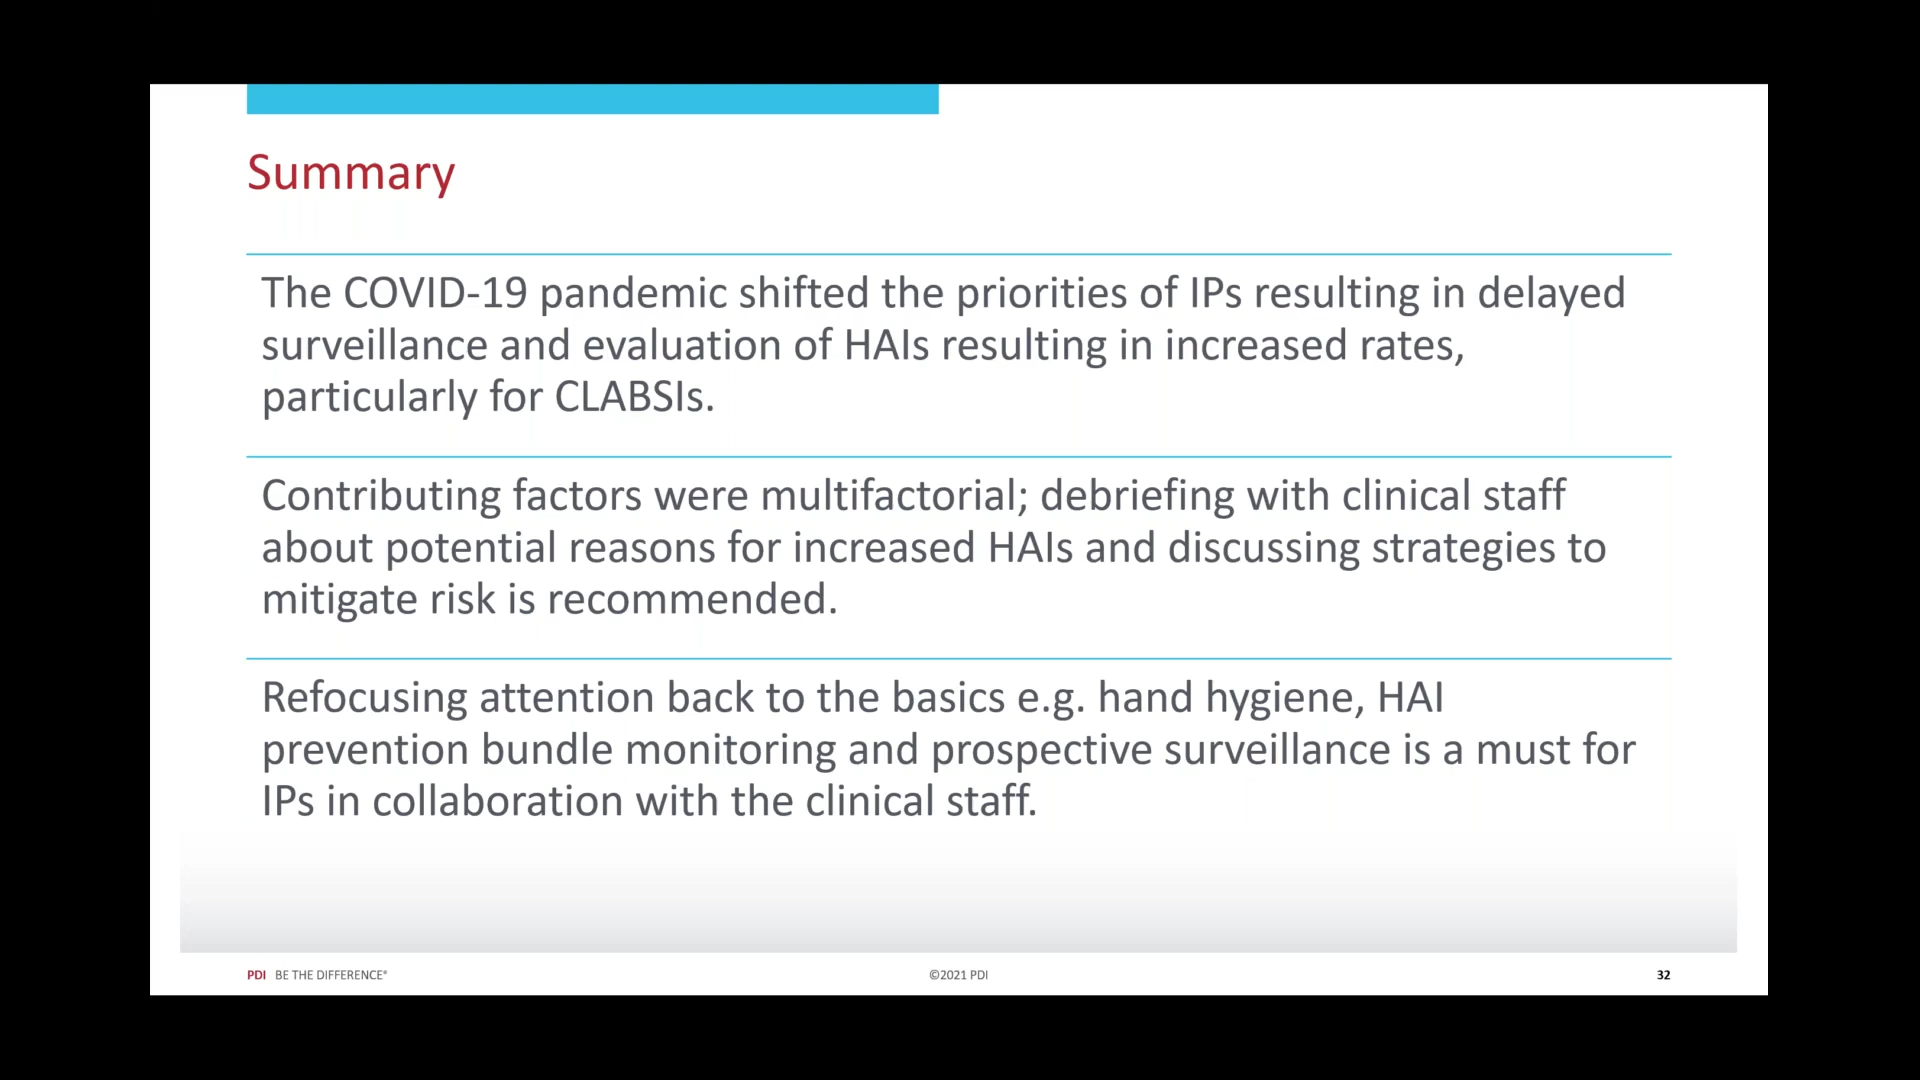 Summary
The COVID-19 pandemic shifted the priorities of IPs resulting in delayed
surveillance and evaluation of HAIs resulting in increased rates,
particularly for CLABSIs.
Contributing factors were multifactorial; debriefing with clinical staff
about potential reasons for increased HAIs and discussing strategies to
mitigate risk is recommended.
Refocusing attention back to the basics e.g. hand hygiene, HAI
prevention bundle monitoring and prospective surveillance is a must for
IPs in collaboration with the clinical staff.
PDI BE THE DIFFERENCE®
©2021 PDI
32